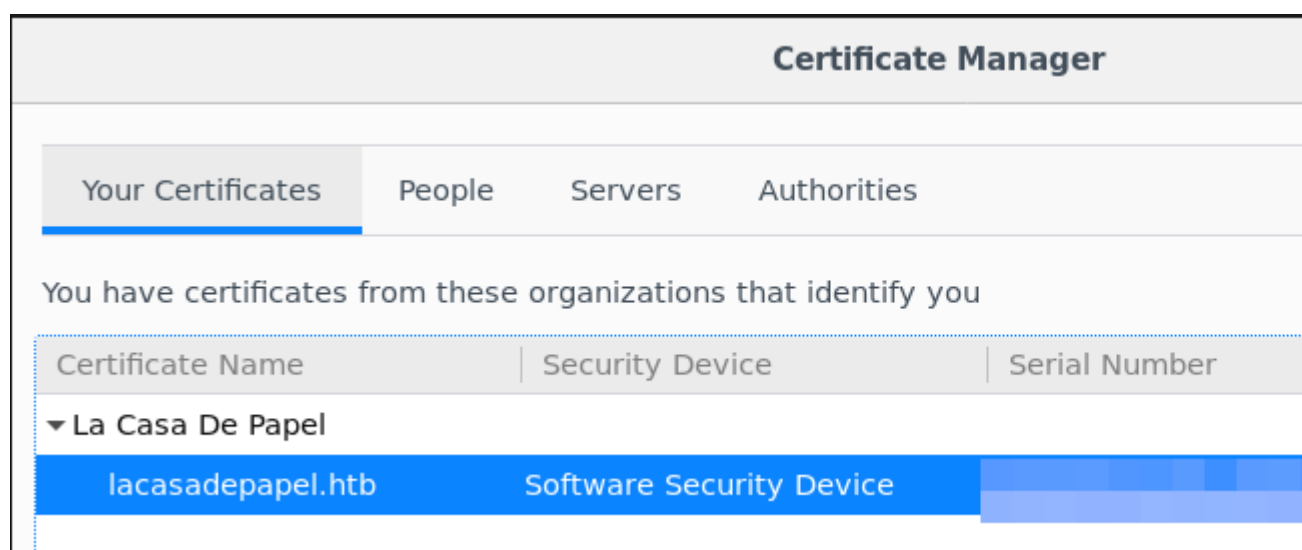 Certificate Manager
Your Certificates People Servers Authorities
You have certificates from these organizations that identify you
Certificate Name Security Device Serial Number
La Casa De Papel
lacasadepapel.htb Software Security Device